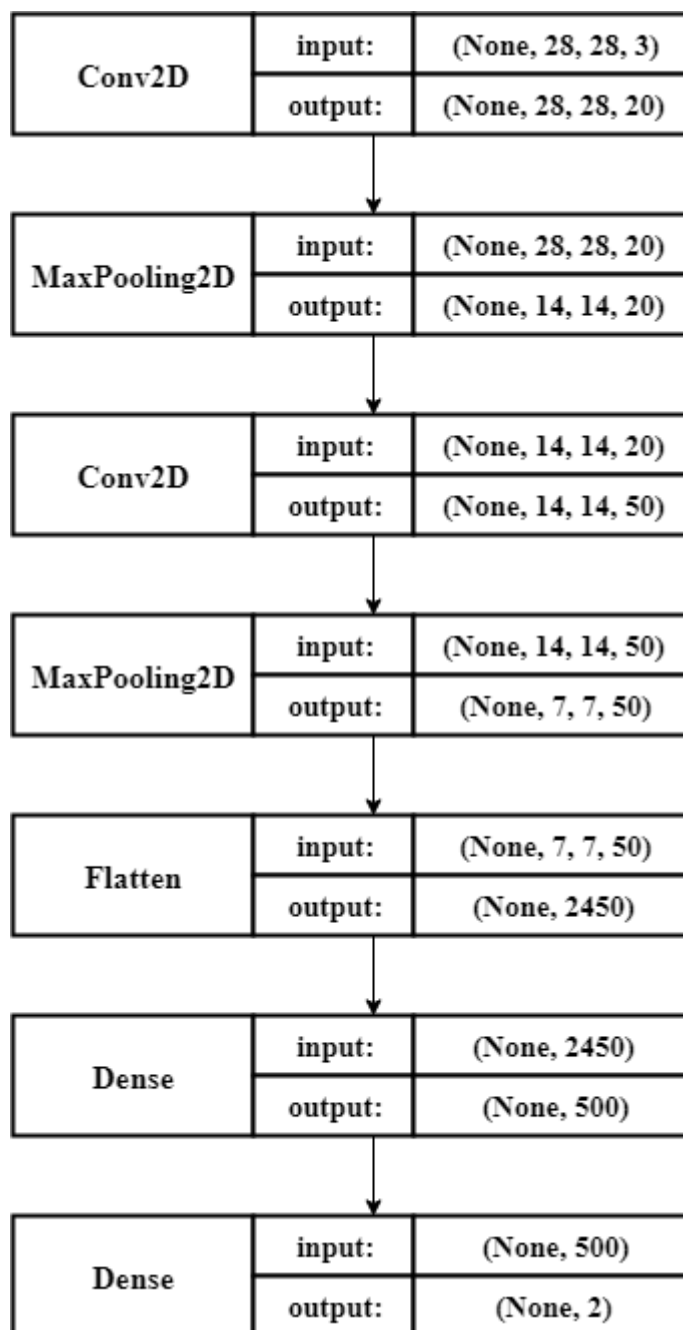 Conv2D
input:
(None, 28, 28, 3)
output:
(None, 28, 28, 20)
MaxPooling2D
input:
(None, 28, 28, 20)
output:
(None, 14, 14, 20)
Conv2D
input:
(None, 14, 14, 20)
output:
(None, 14, 14, 50)
MaxPooling2D
input:
(None, 14, 14, 50)
output:
(None, 7, 7, 50)
Flatten
input:
(None, 7, 7, 50)
output:
(None, 2450)
Dense
input:
(None, 2450)
output:
(None, 500)
Dense
input:
(None, 500)
output:
(None, 2)